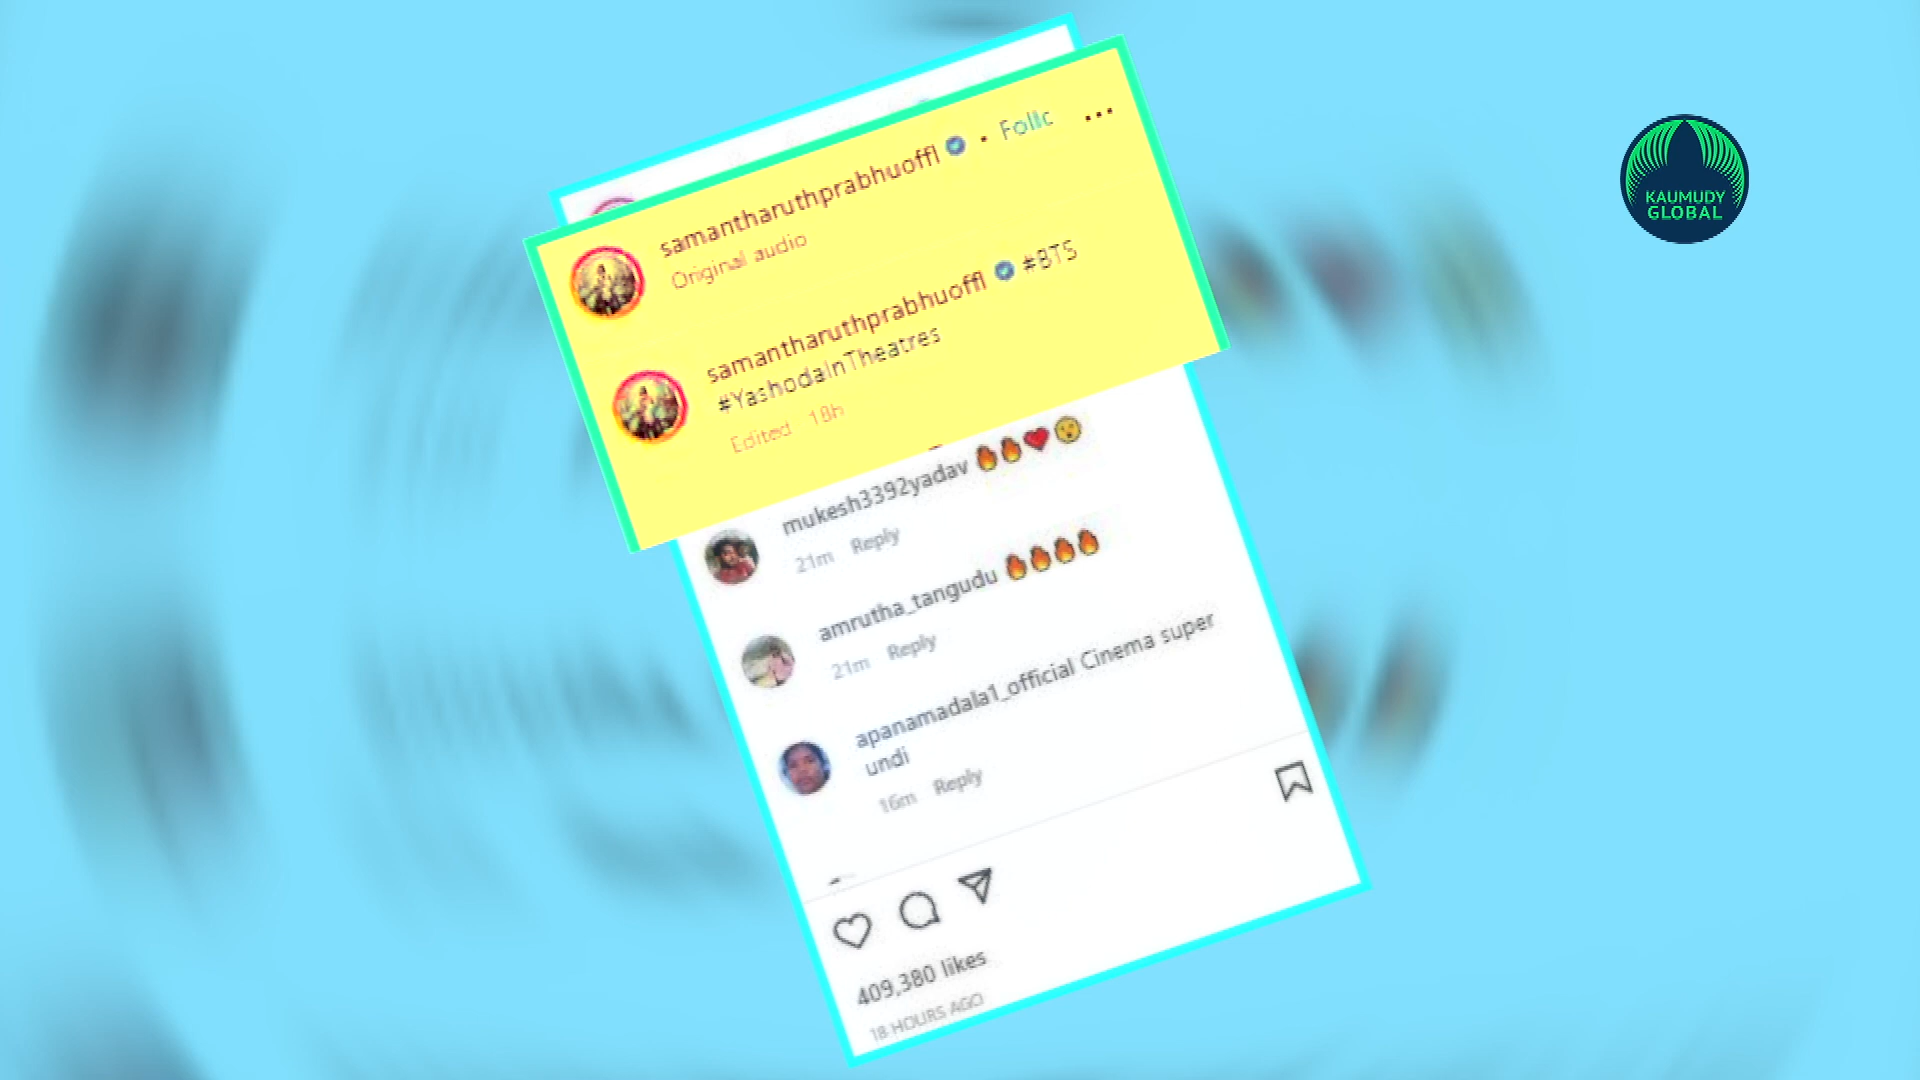 samantharuthprabhuoffl • Follc ...
Original audio
samantharuthprabhuoffl #BTS
#YashodaInTheatres
Edited 18h
mukesh3392yadav 🔥🔥❤️😯
21m Reply
amrutha_tangudu 🔥🔥🔥🔥
21m Reply
apanamadala1_official Cinema super
undi
16m Reply
409,380 likes
18 HOURS AGO
KAUMUDY
GLOBAL